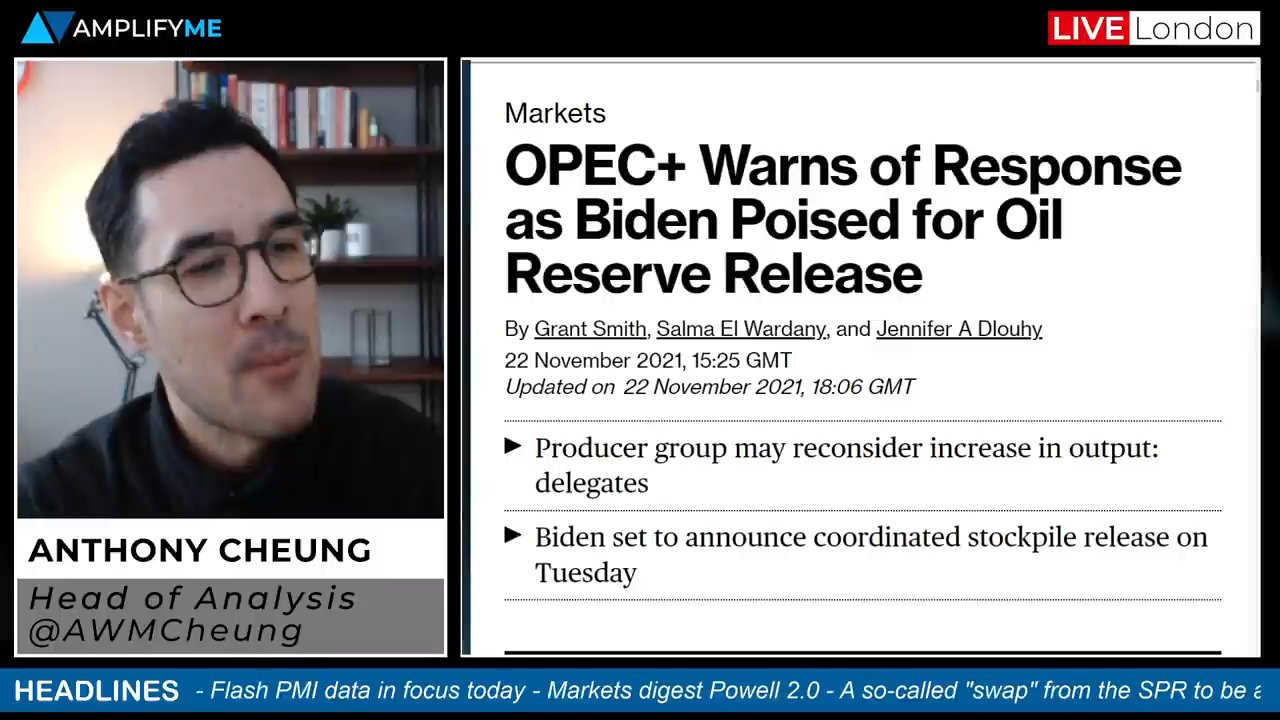 AMPLIFYME
LIVE London
Markets
OPEC+ Warns of Response
as Biden Poised for Oil
Reserve Release
By Grant Smith, Salma El Wardany, and Jennifer A Dlouhy
22 November 2021, 15:25 GMT
Updated on 22 November 2021, 18:06 GMT
Producer group may reconsider increase in output:
delegates
Biden set to announce coordinated stockpile release on
Tuesday
ANTHONY CHEUNG
Head of Analysis
@AWMCheung
HEADLINES - Flash PMI data in focus today - Markets digest Powell 2.0 - A so-called "swap" from the SPR to be